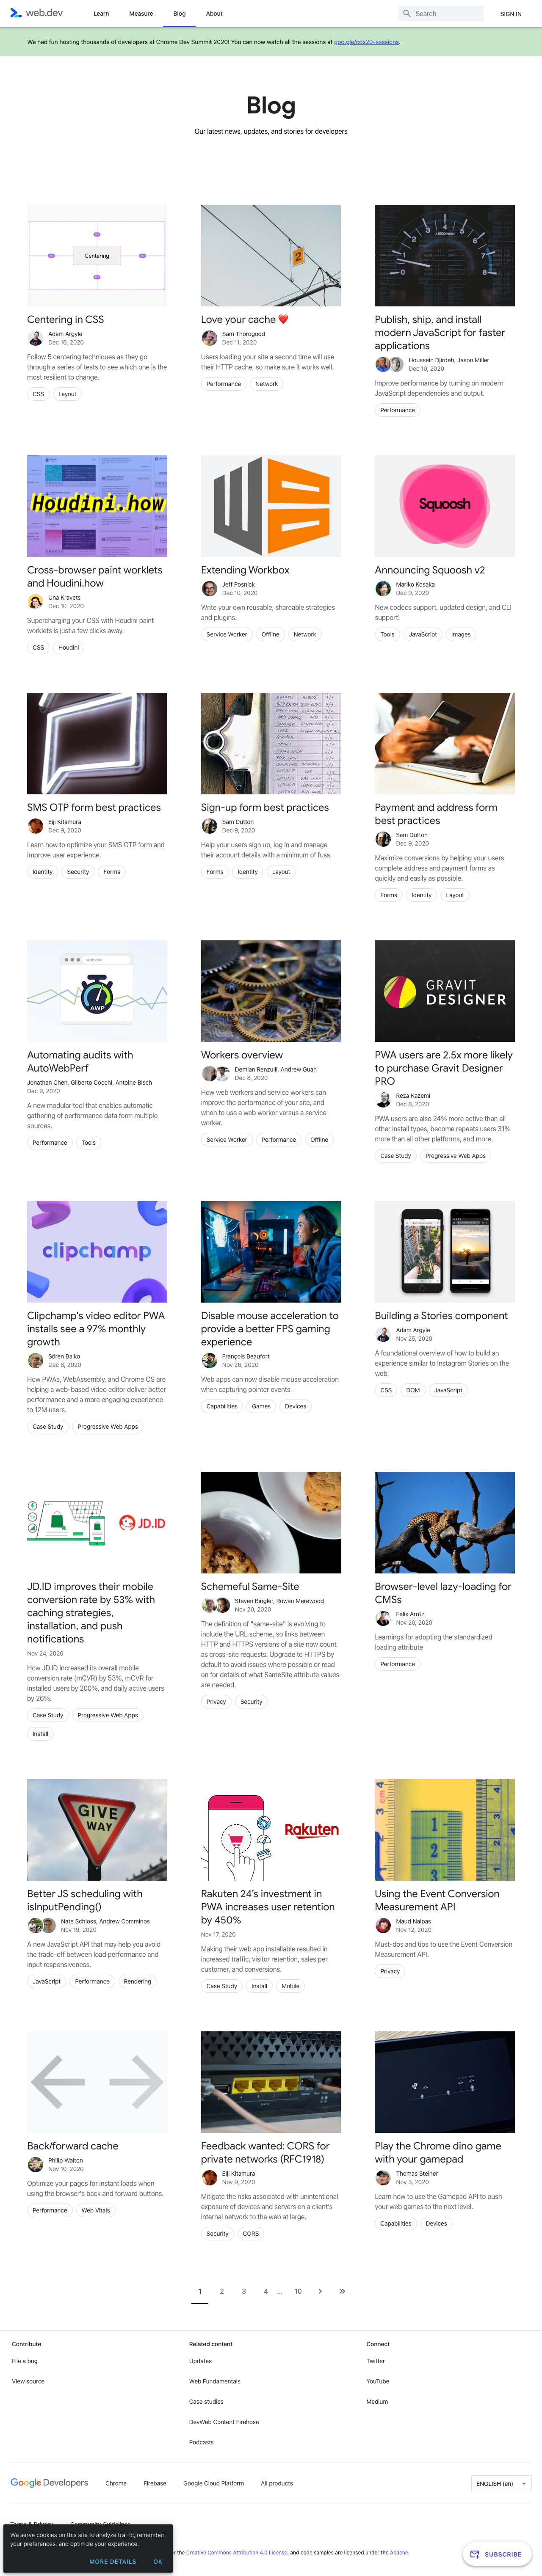 web.dev
Learn
Measure
Blog
About
Search
SIGN IN
We had fun hosting thousands of developers at Chrome Dev Summit 2020! You can now watch all the sessions at goo.gle/cds20-sessions.
Blog
Our latest news, updates, and stories for developers
Centering
Centering in CSS
Adam Argyle
Dec 16, 2020
Follow 5 centering techniques as they go
through a series of tests to see which one is the
most resilient to change.
CSS
Layout
2
Love your cache ❤️
Sam Thorogood
Dec 11, 2020
Users loading your site a second time will use
their HTTP cache, so make sure it works well.
Performance
Network
0
1
2
3
4
5
6
7
8
Publish, ship, and install
modern JavaScript for faster
applications
Houssein Djirdeh, Jason Miller
Dec 10, 2020
Improve performance by turning on modern
JavaScript dependencies and output.
Performance
Houdini.how
Cross-browser paint worklets
and Houdini.how
Una Kravets
Dec 10, 2020
Supercharging your CSS with Houdini paint
worklets is just a few clicks away.
CSS
Houdini
Extending Workbox
Jeff Posnick
Dec 10, 2020
Write your own reusable, shareable strategies
and plugins.
Service Worker
Offline
Network
Squoosh
Announcing Squoosh v2
Mariko Kosaka
Dec 9, 2020
New codecs support, updated design, and CLI
support!
Tools
JavaScript
Images
SMS OTP form best practices
Eiji Kitamura
Dec 9, 2020
Learn how to optimize your SMS OTP form and
improve user experience.
Identity
Security
Forms
Sign-up form best practices
Sam Dutton
Dec 9, 2020
Help your users sign up, log in and manage
their account details with a minimum of fuss.
Forms
Identity
Layout
Payment and address form
best practices
Sam Dutton
Dec 9, 2020
Maximize conversions by helping your users
complete address and payment forms as
quickly and easily as possible.
Forms
Identity
Layout
web.dev
AWP
Automating audits with
AutoWebPerf
Jonathan Chen, Gilberto Cocchi, Antoine Bisch
Dec 9, 2020
A new modular tool that enables automatic
gathering of performance data form multiple
sources.
Performance
Tools
Workers overview
Demian Renzulli, Andrew Guan
Dec 8, 2020
How web workers and service workers can
improve the performance of your site, and
when to use a web worker versus a service
worker.
Service Worker
Performance
Offline
GRAVIT
DESIGNER
PWA users are 2.5x more likely
to purchase Gravit Designer
PRO
Reza Kazemi
Dec 8, 2020
PWA users are also 24% more active than all
other install types, become repeat users 31%
more than all other platforms, and more.
Case Study
Progressive Web Apps
clipchamp
Clipchamp's video editor PWA
installs see a 97% monthly
growth
Sören Balko
Dec 8, 2020
How PWAs, WebAssembly, and Chrome OS are
helping a web-based video editor deliver better
performance and a more engaging experience
to 12M users.
Case Study
Progressive Web Apps
Disable mouse acceleration to
provide a better FPS gaming
experience
François Beaufort
Nov 26, 2020
Web apps can now disable mouse acceleration
when capturing pointer events.
Capabilities
Games
Devices
Building a Stories component
Adam Argyle
Nov 25, 2020
A foundational overview of how to build an
experience similar to Instagram Stories on the
web.
CSS
DOM
JavaScript
JD.ID
JD.ID improves their mobile
conversion rate by 53% with
caching strategies,
installation, and push
notifications
Nov 24, 2020
How JD.ID increased its overall mobile
conversion rate (mCVR) by 53%, mCVR for
installed users by 200%, and daily active users
by 26%.
Case Study
Progressive Web Apps
Install
Schemeful Same-Site
Steven Bingler, Rowan Merewood
Nov 20, 2020
The definition of "same-site" is evolving to
include the URL scheme, so links between
HTTP and HTTPS versions of a site now count
as cross-site requests. Upgrade to HTTPS by
default to avoid issues where possible or read
on for details of what SameSite attribute values
are needed.
Privacy
Security
Browser-level lazy-loading for
CMSs
Felix Arntz
Nov 20, 2020
Learnings for adopting the standardized
loading attribute
Performance
GIVE
WAY
Better JS scheduling with
isInputPending()
Nate Schloss, Andrew Comminos
Nov 19, 2020
A new JavaScript API that may help you avoid
the trade-off between load performance and
input responsiveness.
JavaScript
Performance
Rendering
Rakuten
Rakuten 24's investment in
PWA increases user retention
by 450%
Nov 17, 2020
Making their web app installable resulted in
increased traffic, visitor retention, sales per
customer, and conversions.
Case Study
Install
Mobile
Using the Event Conversion
Measurement API
Maud Nalpas
Nov 12, 2020
Must-dos and tips to use the Event Conversion
Measurement API.
Privacy
Back/forward cache
Philip Walton
Nov 10, 2020
Optimize your pages for instant loads when
using the browser's back and forward buttons.
Performance
Web Vitals
Feedback wanted: CORS for
private networks (RFC1918)
Eiji Kitamura
Nov 9, 2020
Mitigate the risks associated with unintentional
exposure of devices and servers on a client's
internal network to the web at large.
Security
CORS
Play the Chrome dino game
with your gamepad
Thomas Steiner
Nov 3, 2020
Learn how to use the Gamepad API to push
your web games to the next level.
Capabilities
Devices
1 2 3 4 ... 10
Contribute
File a bug
View source
Related content
Updates
Web Fundamentals
Case studies
DevWeb Content Firehose
Podcasts
Connect
Twitter
YouTube
Medium
Google Developers
Chrome
Firebase
Google Cloud Platform
All products
ENGLISH (en)
Terms & Privacy
Community Guidelines
We serve cookies on this site to analyze traffic, remember
your preferences, and optimize your experience.
MORE DETAILS
OK
the Creative Commons Attribution 4.0 License, and code samples are licensed under the Apache
SUBSCRIBE